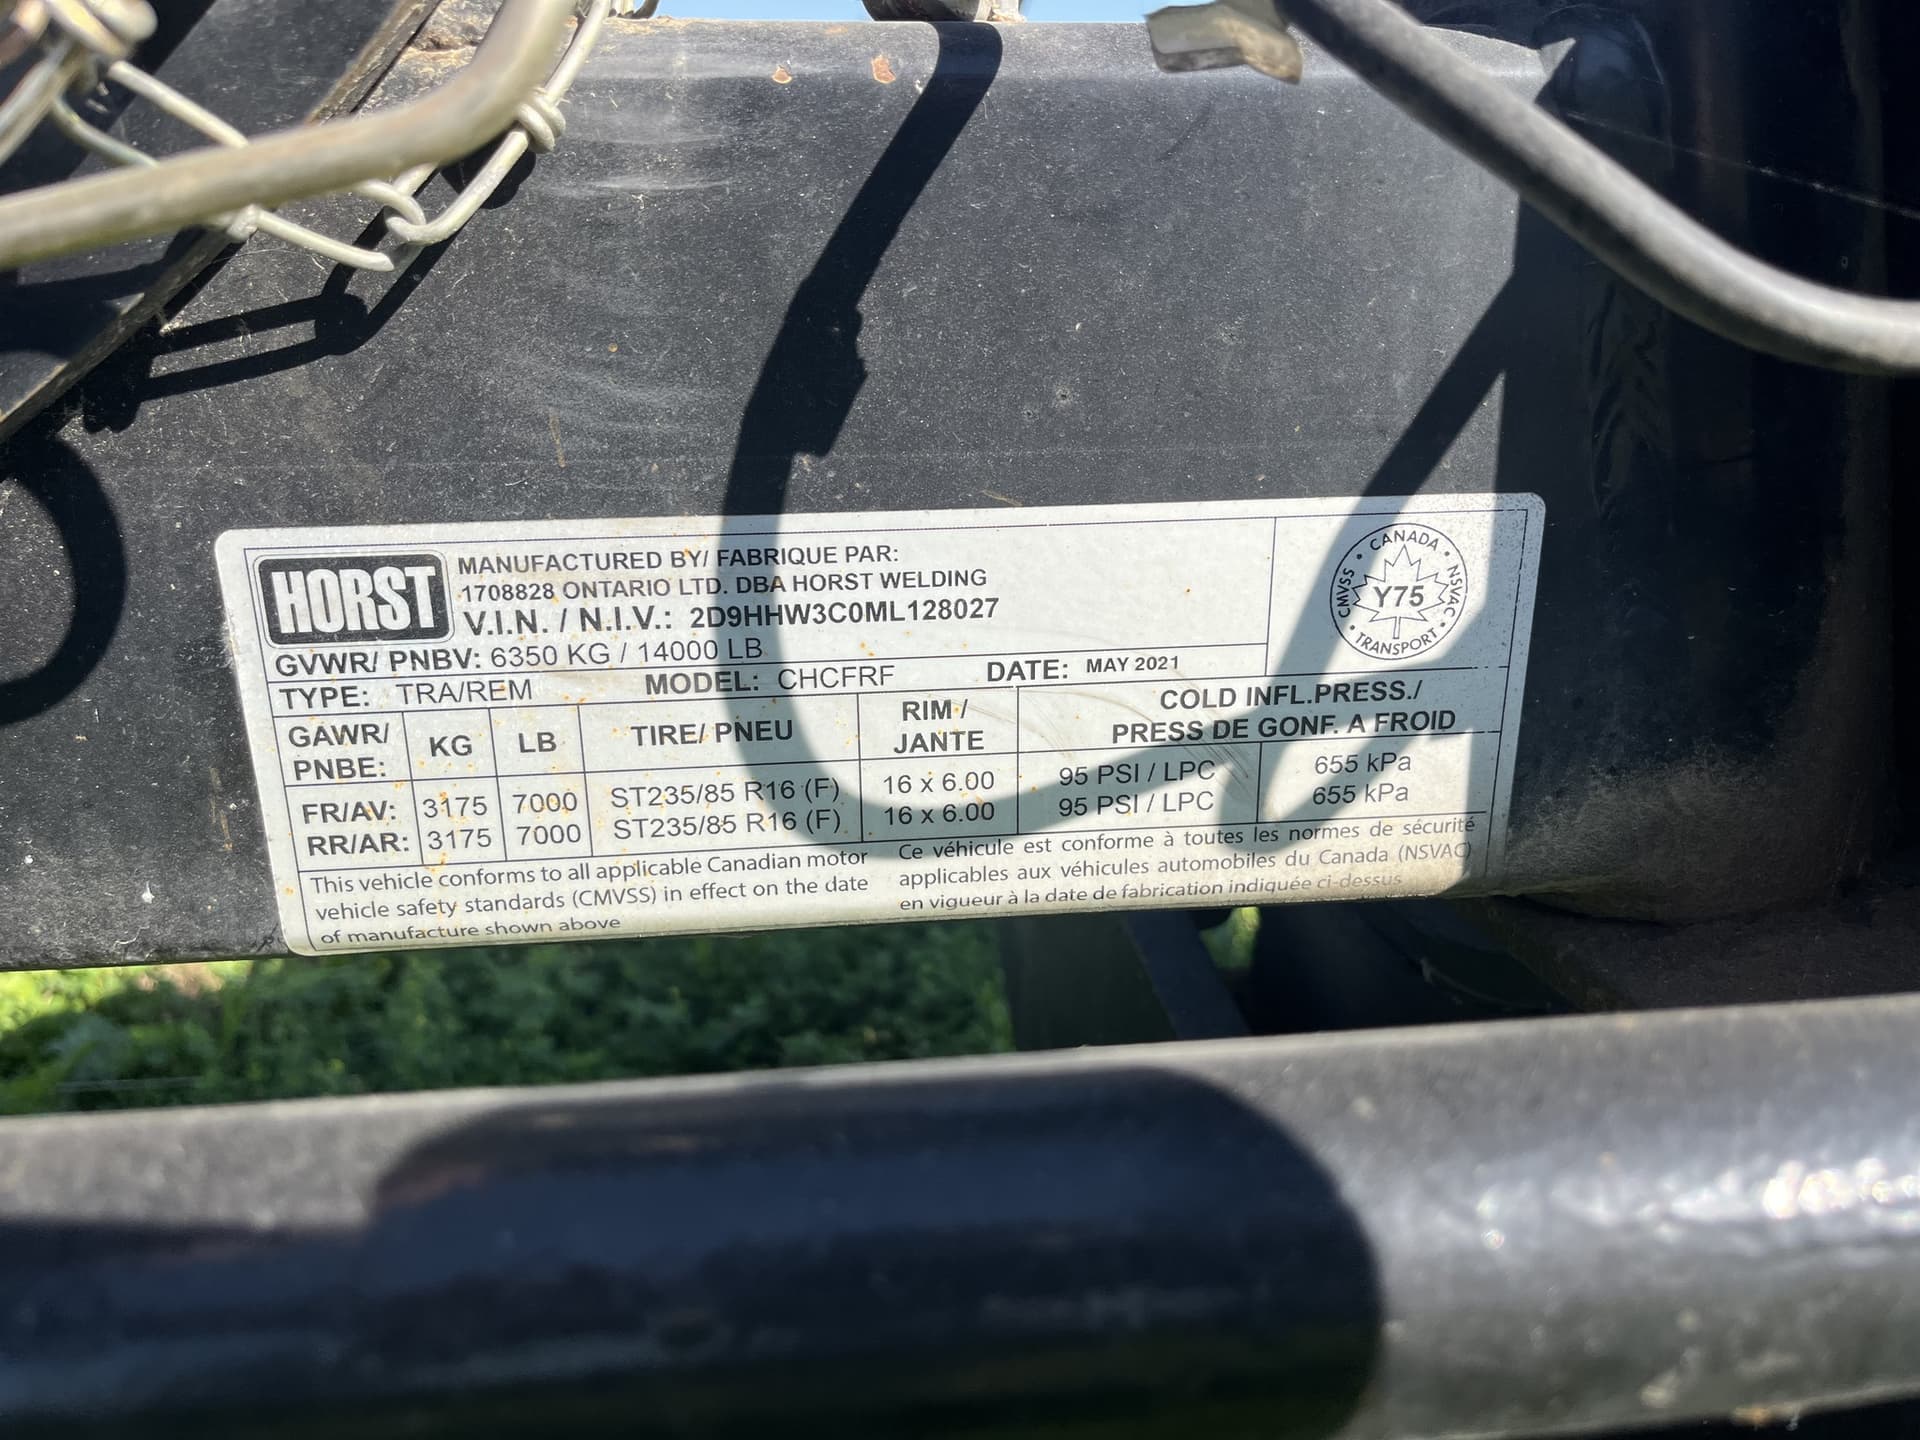 HORST
MANUFACTURED BY/ FABRIQUE PAR:
1708828 ONTARIO LTD. DBA HORST WELDING
V.I.N. / N.I.V.: 2D9HHW3C0ML128027
GVWR/ PNBV: 6350 KG / 14000 LB
CANADA
CMVSS • Y75 • NSVAC
TRANSPORT
TYPE: TRA/REM MODEL: CHCFRF DATE: MAY 2021
GAWR/ PNBE: KG LB TIRE/ PNEU RIM / JANTE COLD INFL.PRESS./ PRESS DE GONF. A FROID
FR/AV: 3175 7000 ST235/85 R16 (F) 16 x 6.00 95 PSI / LPC 655 kPa
RR/AR: 3175 7000 ST235/85 R16 (F) 16 x 6.00 95 PSI / LPC 655 kPa
This vehicle conforms to all applicable Canadian motor
vehicle safety standards (CMVSS) in effect on the date
of manufacture shown above
Ce véhicule est conforme à toutes les normes de sécurité
applicables aux véhicules automobiles du Canada (NSVAC)
en vigueur à la date de fabrication indiquée ci-dessus